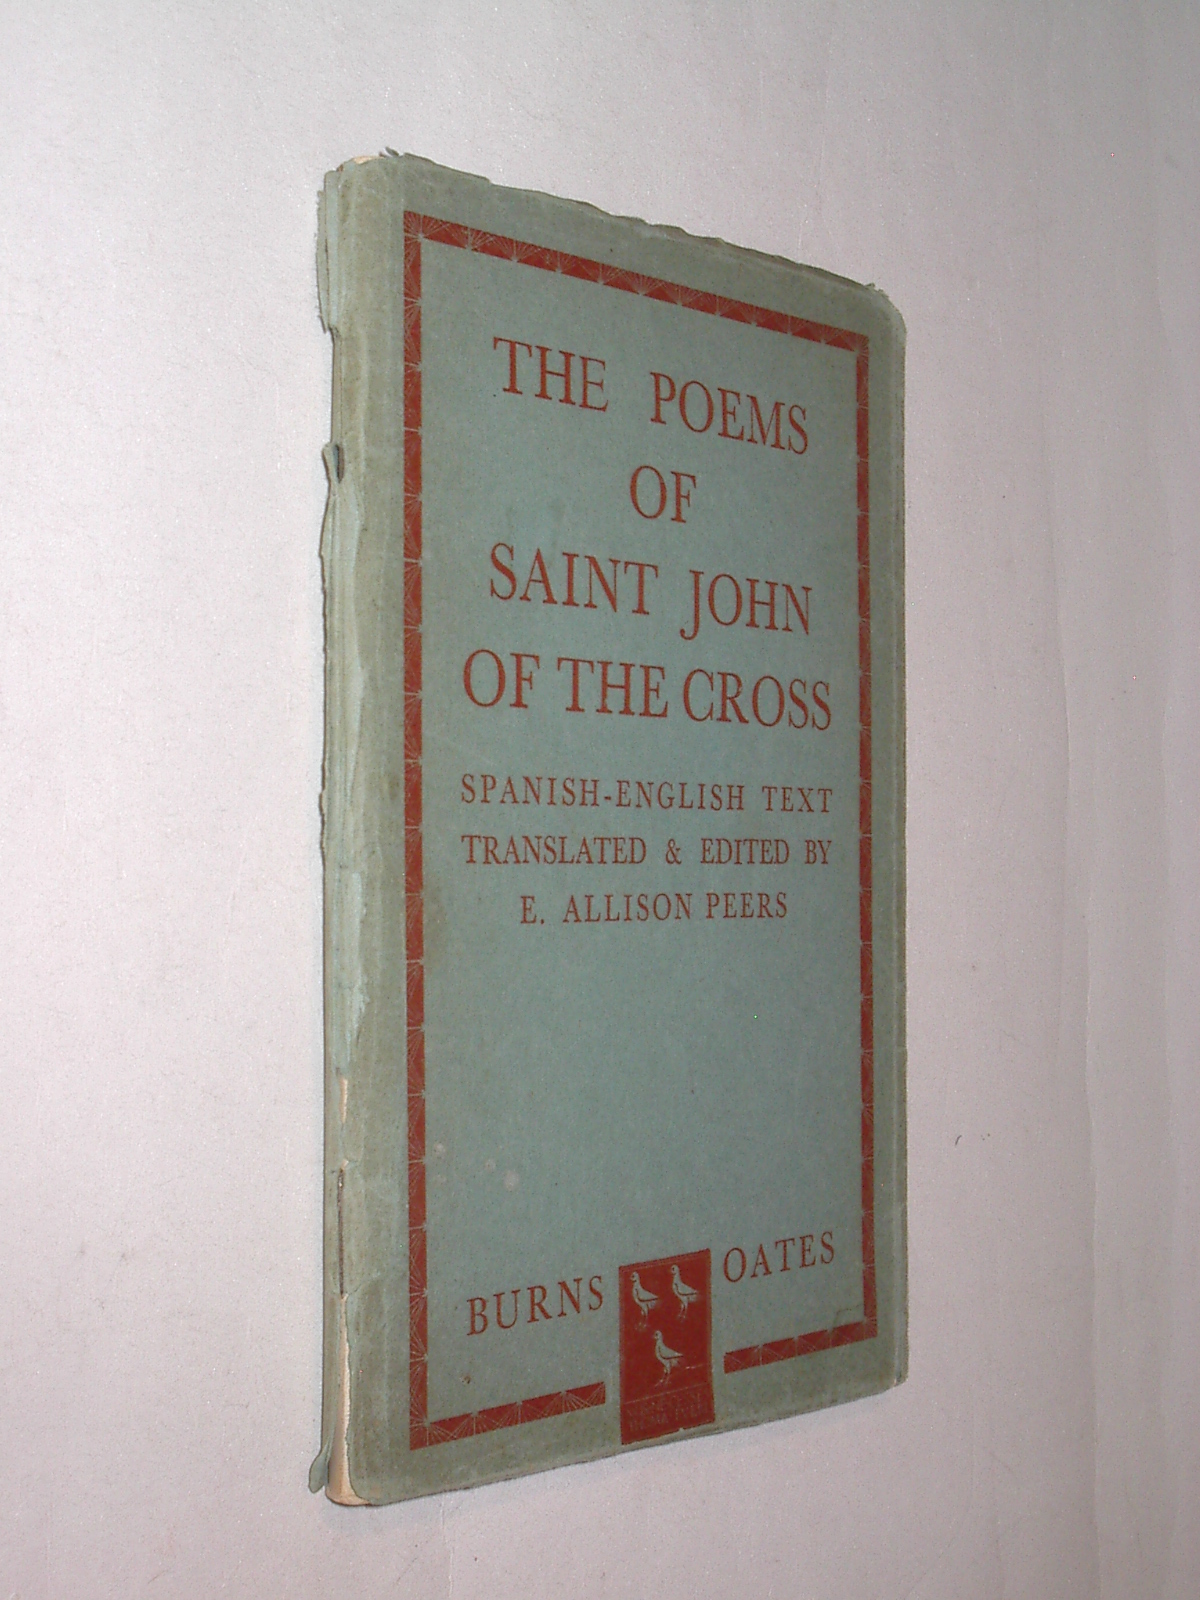 THE POEMS
OF
SAINT JOHN
OF THE CROSS
SPANISH-ENGLISH TEXT
TRANSLATED & EDITED BY
E. ALLISON PEERS
BURNS OATES